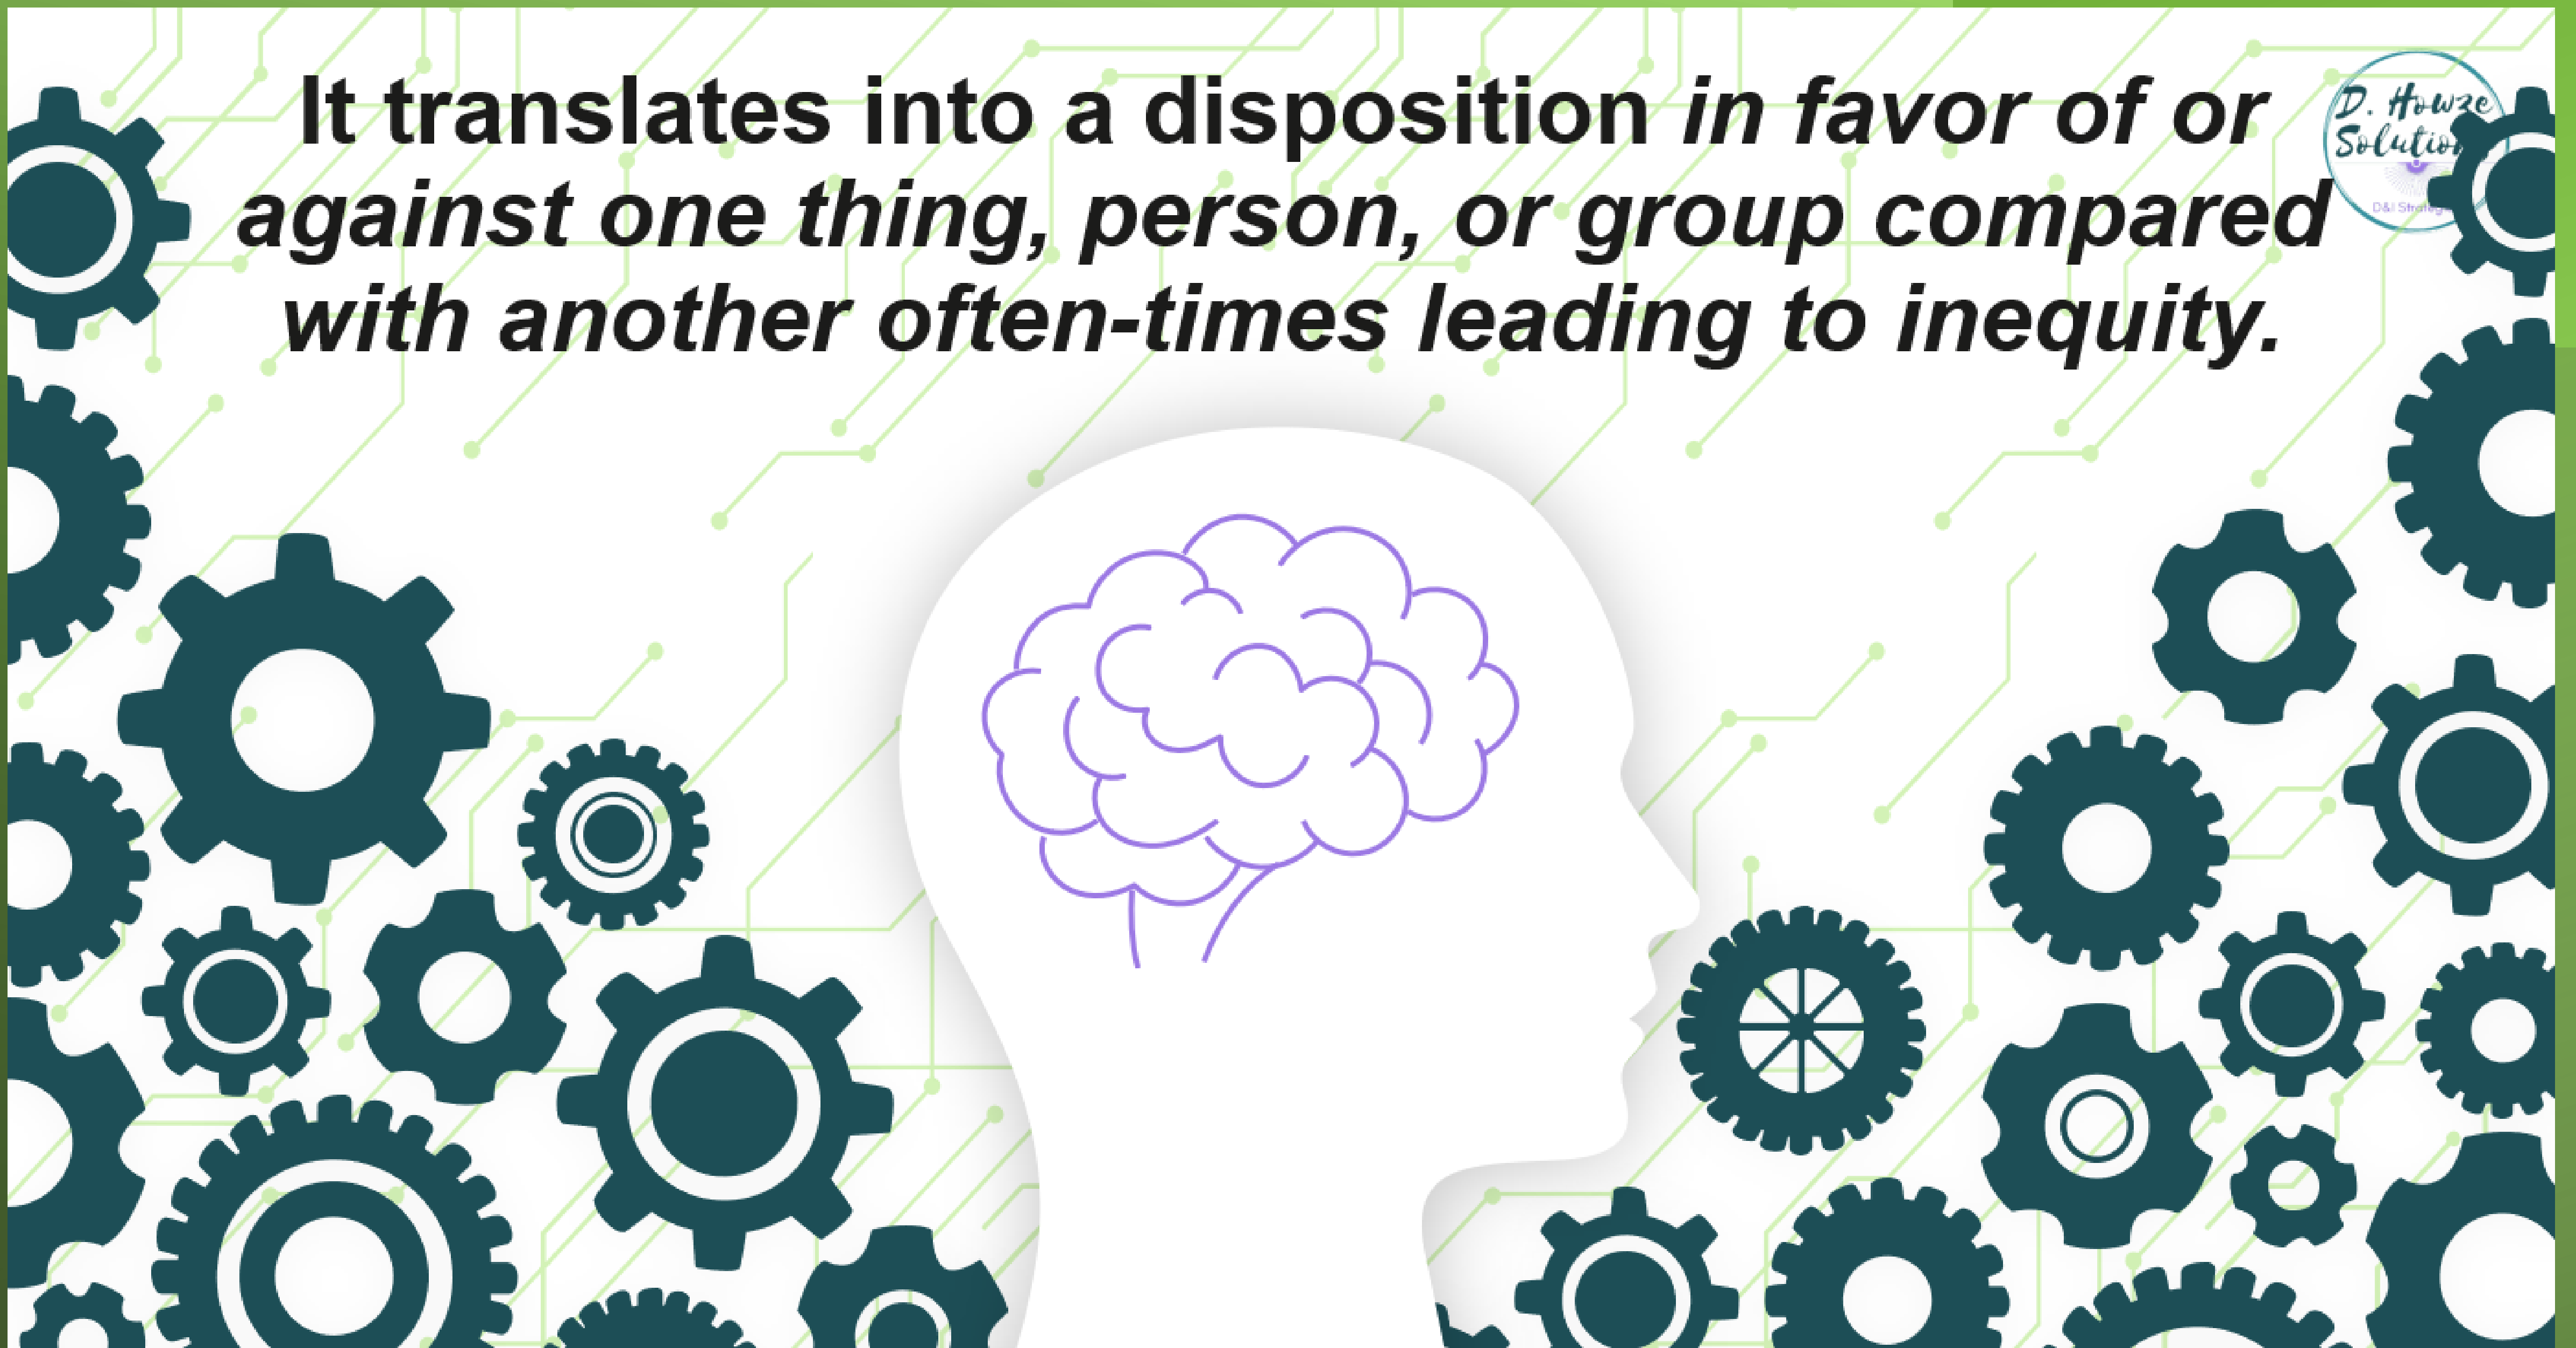 It translates into a disposition in favor of or
against one thing, person, or group compared
with another often-times leading to inequity.
D. Howze
D&I